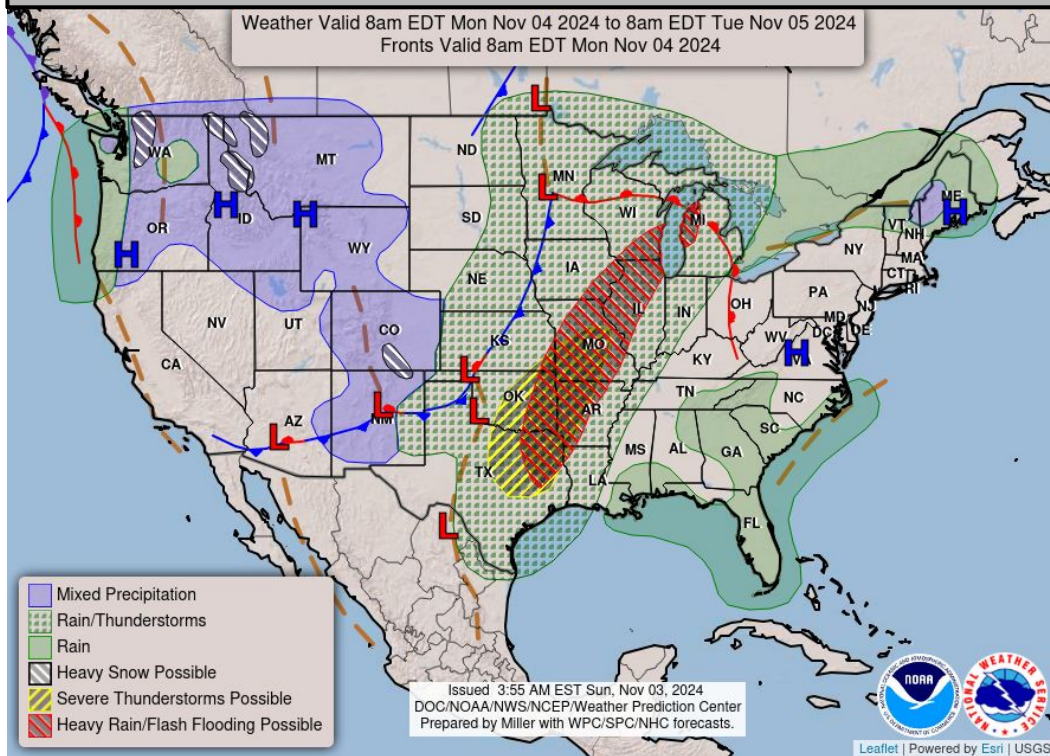 Weather Valid 8am EDT Mon Nov 04 2024 to 8am EDT Tue Nov 05 2024
Fronts Valid 8am EDT Mon Nov 04 2024
L
WA
MT
ND
MN
L
ME
H
H
H
OR
ID
SD
WI
MI
VT
NH
H
WY
NY
MA
CT
RI
NE
IA
PA
NJ
NV
UT
CO
KS
IL
IN
OH
MD
DE
DC
WV
H
VA
CA
MO
KY
L
L
OK
TN
NC
L
AZ
NM
L
AR
SC
MS
AL
GA
TX
LA
L
FL
Mixed Precipitation
Rain/Thunderstorms
Rain
Heavy Snow Possible
Severe Thunderstorms Possible
Heavy Rain/Flash Flooding Possible
Issued 3:55 AM EST Sun, Nov 03, 2024
DOC/NOAA/NWS/NCEP/Weather Prediction Center
Prepared by Miller with WPC/SPC/NHC forecasts.
NOAA
NATIONAL WEATHER SERVICE
Leaflet | Powered by Esri | USGS